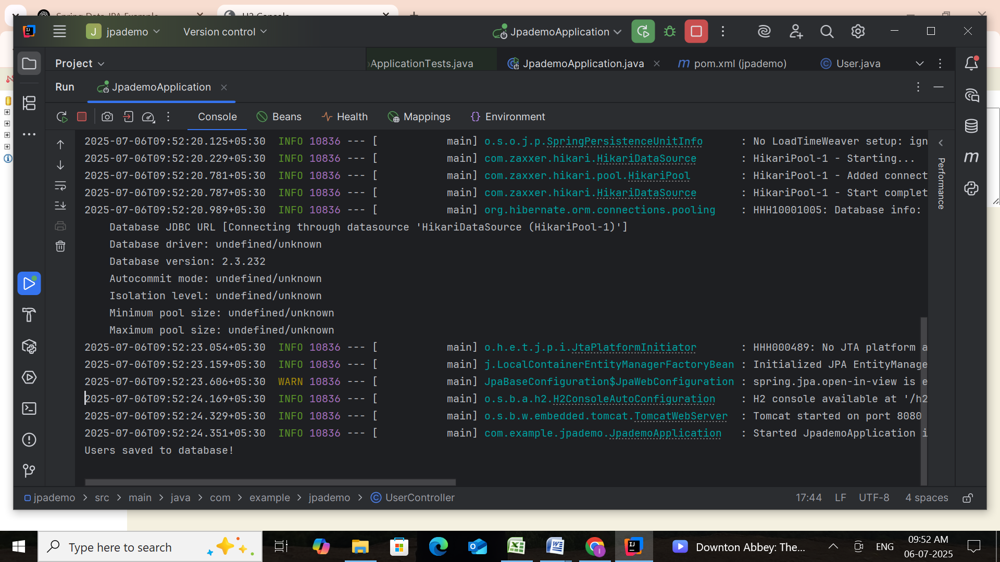 H2 Console
J jpademo
Version control
JpademoApplication
Project
ApplicationTests.java
JpademoApplication.java
pom.xml (jpademo)
User.java
Run
JpademoApplication
Console
Beans
Health
Mappings
Environment
2025-07-06T09:52:20.125+05:30  INFO 10836 --- [           main] o.s.o.j.p.SpringPersistenceUnitInfo      : No LoadTimeWeaver setup: ign
2025-07-06T09:52:20.229+05:30  INFO 10836 --- [           main] com.zaxxer.hikari.HikariDataSource       : HikariPool-1 - Starting...
2025-07-06T09:52:20.781+05:30  INFO 10836 --- [           main] com.zaxxer.hikari.pool.HikariPool        : HikariPool-1 - Added connect
2025-07-06T09:52:20.787+05:30  INFO 10836 --- [           main] com.zaxxer.hikari.HikariDataSource       : HikariPool-1 - Start complet
2025-07-06T09:52:20.989+05:30  INFO 10836 --- [           main] org.hibernate.orm.connections.pooling    : HHH10001005: Database info:
Database JDBC URL [Connecting through datasource 'HikariDataSource (HikariPool-1)']
Database driver: undefined/unknown
Database version: 2.3.232
Autocommit mode: undefined/unknown
Isolation level: undefined/unknown
Minimum pool size: undefined/unknown
Maximum pool size: undefined/unknown
2025-07-06T09:52:23.054+05:30  INFO 10836 --- [           main] o.h.e.t.j.p.i.JtaPlatformInitiator       : HHH000489: No JTA platform a
2025-07-06T09:52:23.159+05:30  INFO 10836 --- [           main] j.LocalContainerEntityManagerFactoryBean : Initialized JPA EntityManage
2025-07-06T09:52:23.606+05:30  WARN 10836 --- [           main] JpaBaseConfiguration$JpaWebConfiguration : spring.jpa.open-in-view is e
2025-07-06T09:52:24.169+05:30  INFO 10836 --- [           main] o.s.b.a.h2.H2ConsoleAutoConfiguration    : H2 console available at '/h2
2025-07-06T09:52:24.329+05:30  INFO 10836 --- [           main] o.s.b.w.embedded.tomcat.TomcatWebServer  : Tomcat started on port 8080
2025-07-06T09:52:24.351+05:30  INFO 10836 --- [           main] com.example.jpademo.JpademoApplication   : Started JpademoApplication i
Users saved to database!
Performance
jpademo > src > main > java > com > example > jpademo > UserController
17:44
LF
UTF-8
4 spaces
Type here to search
Downton Abbey: The...
ENG
09:52 AM
06-07-2025